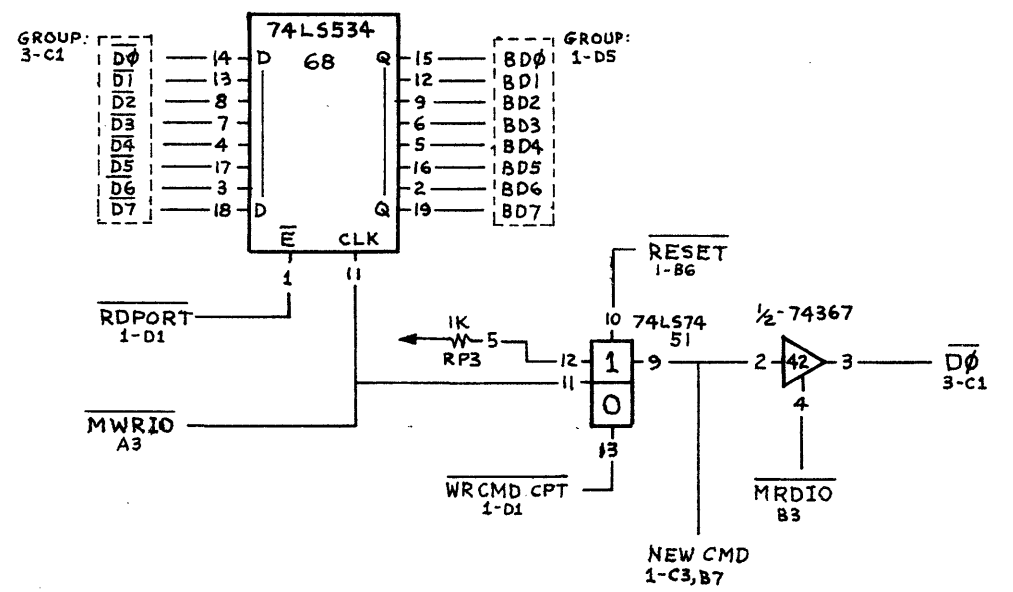 GROUP:
3-C1
74LS534
68
GROUP:
1-D5
D0̸ 14 D Q 15 BD0̸
D1 13 12 BD1
D2 8 9 BD2
D3 7 6 BD3
D4 4 5 BD4
D5 17 16 BD5
D6 3 2 BD6
D7 18 D Q 19 BD7
E CLK
1 11
RDPORT
1-D1
RESET
1-B6
1K
5
RP3
10 74LS74
51
½-74367
12 1 9 2 42 3 D0̸
3-C1
11
0
4
MWRIO
A3
13
WRCMD CPT
1-D1
MRDIO
B3
NEW CMD
1-C3,B7